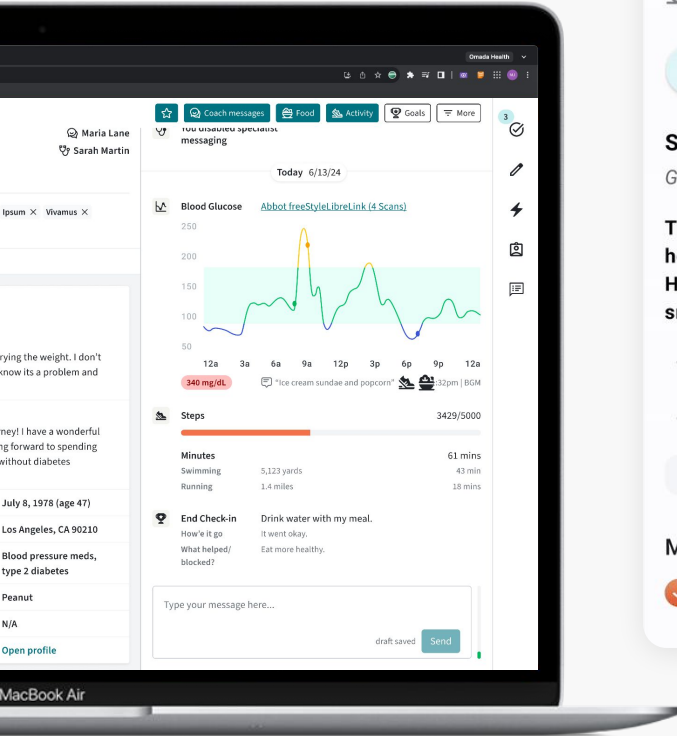 Omada Health
Coach messages
Food
Activity
Goals
More
3
Maria Lane
Sarah Martin
You disabled specialist
messaging
Today 6/13/24
Ipsum × Vivamus ×
Blood Glucose Abbot freeStyleLibreLink (4 Scans)
250
200
150
100
50
12a 3a 6a 9a 12p 3p 6p 9p 12a
340 mg/dL "Ice cream sundae and popcorn" :32pm | BGM
rying the weight. I don't
know its a problem and
ney! I have a wonderful
ng forward to spending
without diabetes
July 8, 1978 (age 47)
Los Angeles, CA 90210
Blood pressure meds,
type 2 diabetes
Peanut
N/A
Open profile
Steps 3429/5000
Minutes 61 mins
Swimming 5,123 yards 43 min
Running 1.4 miles 18 mins
End Check-in Drink water with my meal.
How'e it go It went okay.
What helped/ Eat more healthy.
blocked?
Type your message here...
draft saved Send
MacBook Air
S
G
T
h
H
s
M